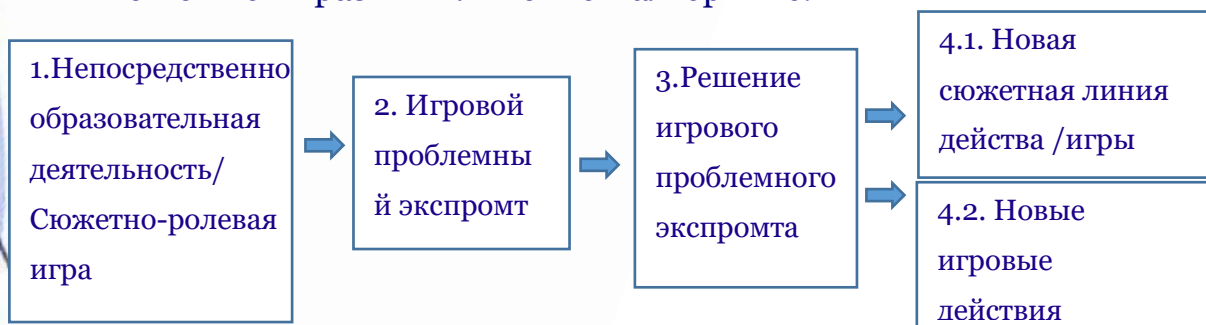 1.Непосредственно
образовательная
деятельность/
Сюжетно-ролевая
игра
2. Игровой
проблемны
й экспромт
3.Решение
игрового
проблемного
экспромта
4.1. Новая
сюжетная линия
действа /игры
4.2. Новые
игровые
действия